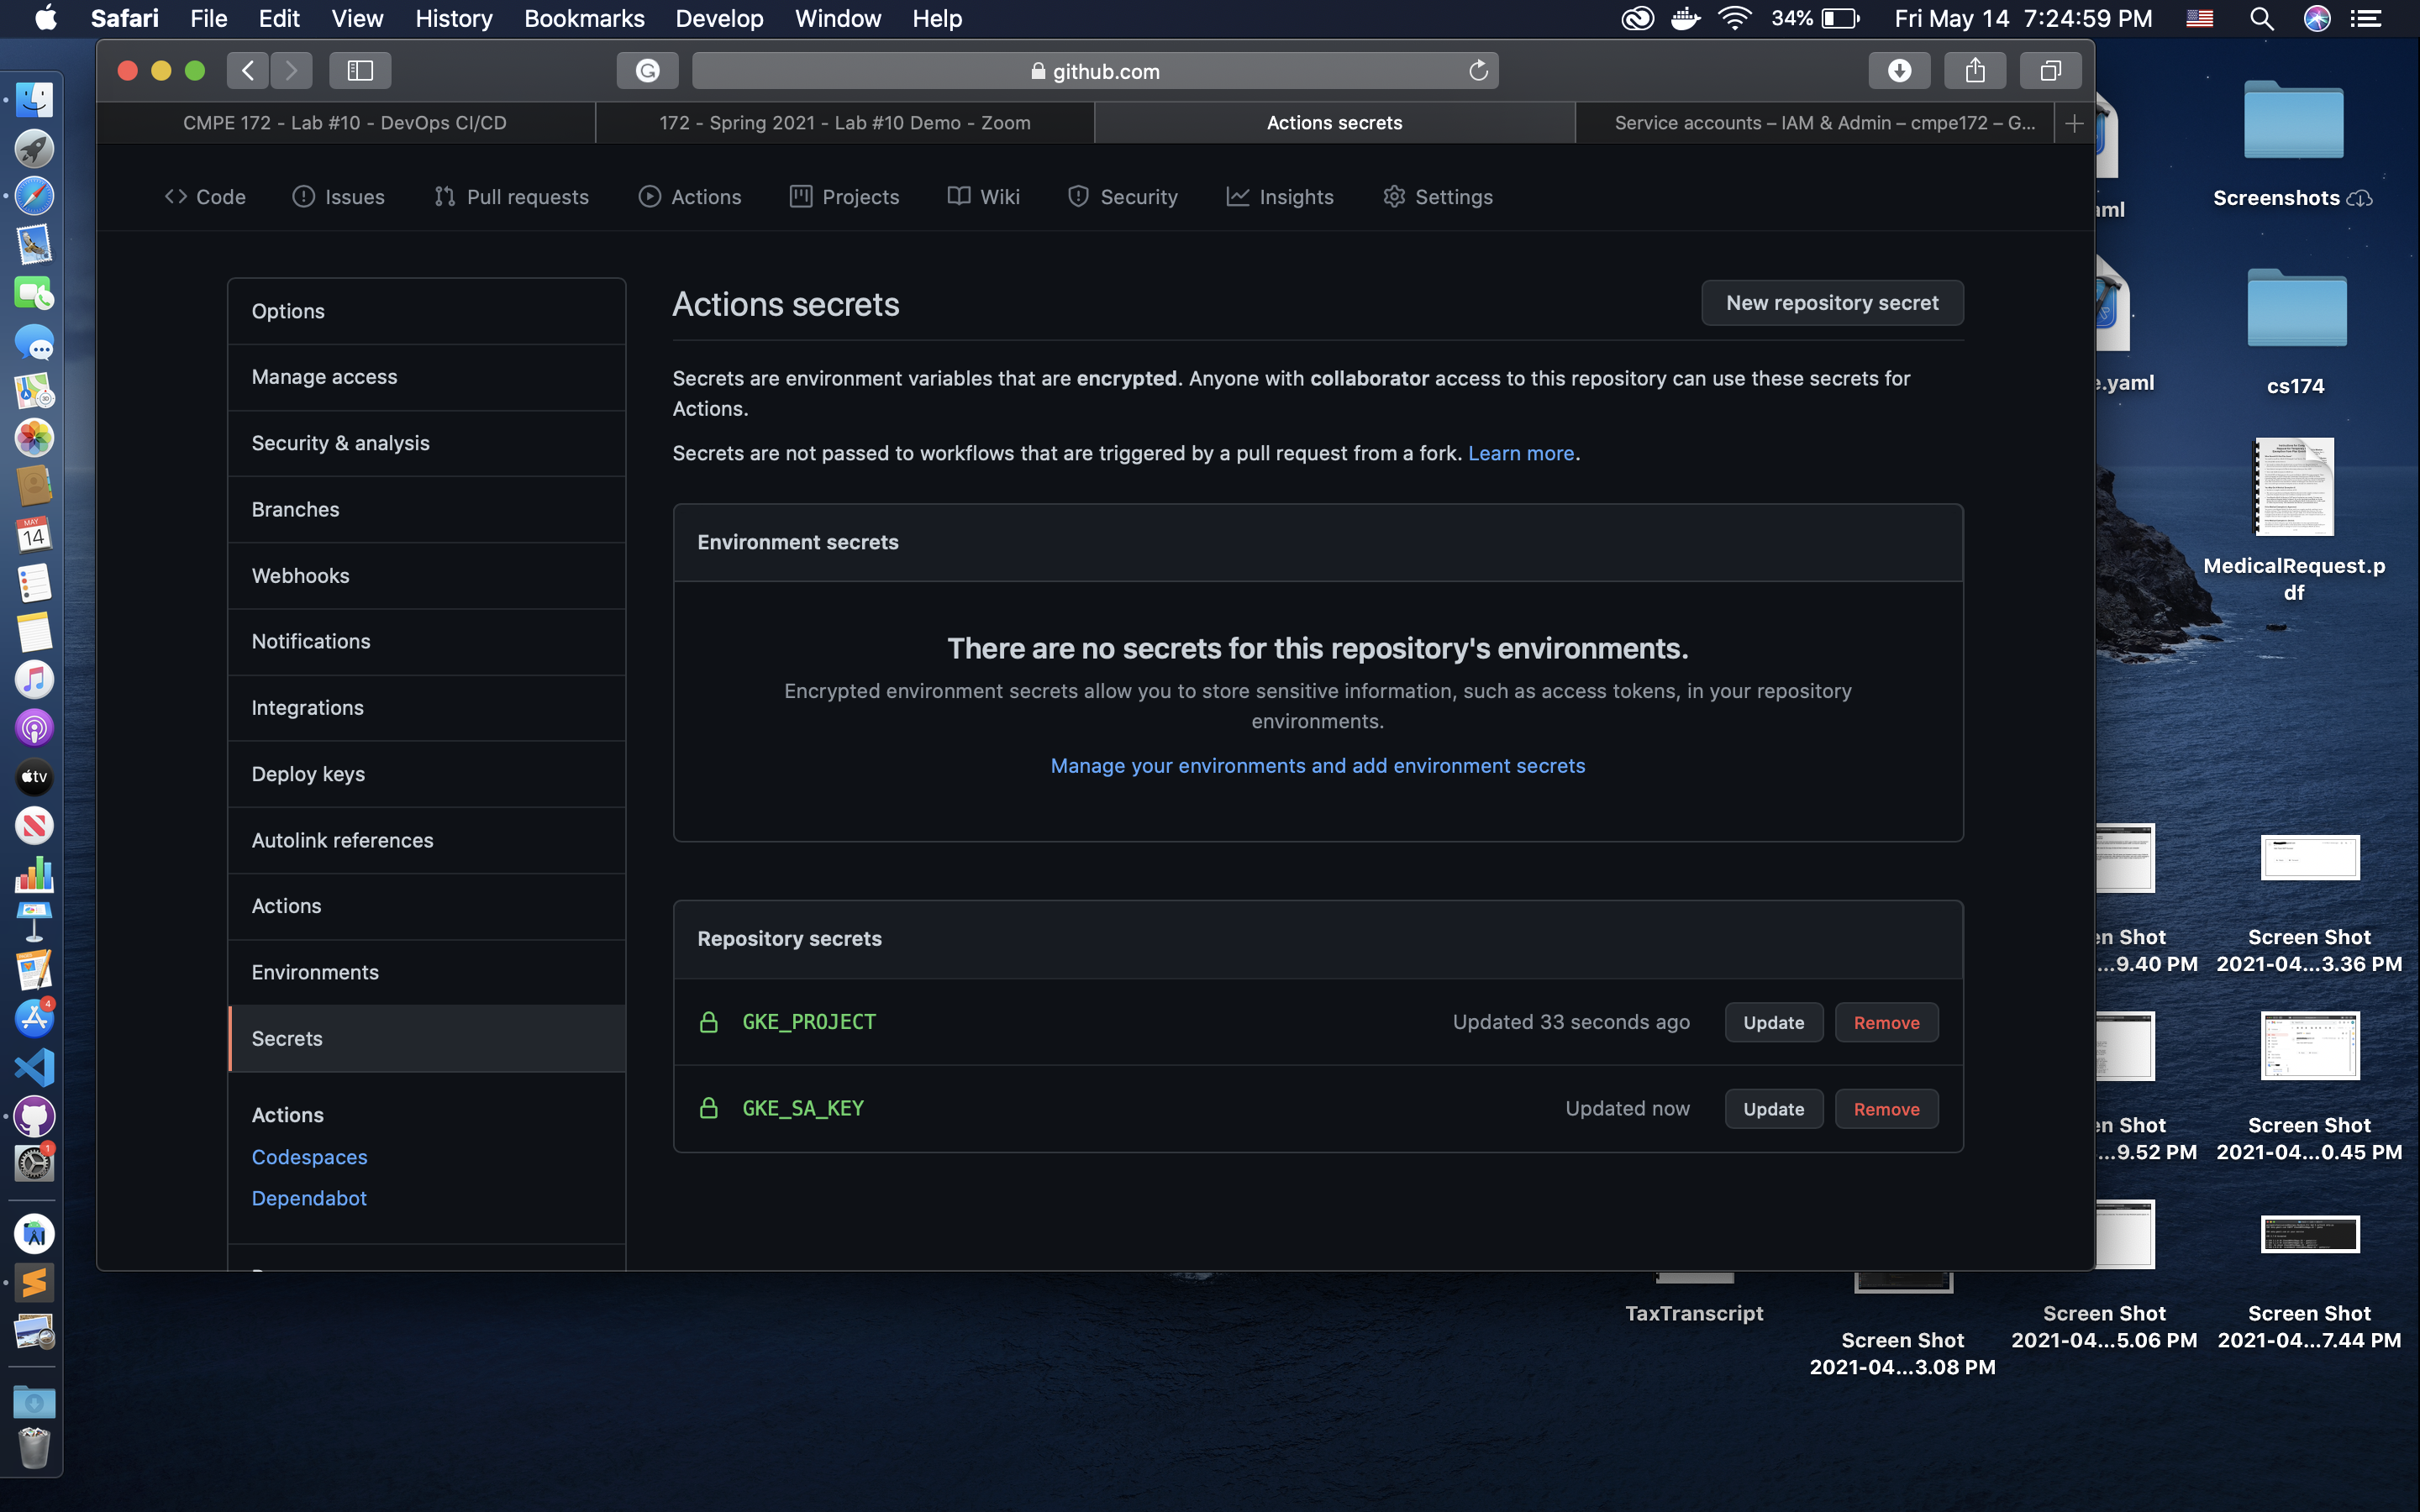 Safari File Edit View History Bookmarks Develop Window Help
34% Fri May 14 7:24:59 PM
github.com
CMPE 172 - Lab #10 - DevOps CI/CD
172 - Spring 2021 - Lab #10 Demo - Zoom
Actions secrets
Service accounts – IAM & Admin – cmpe172 – G...
Code
Issues
Pull requests
Actions
Projects
Wiki
Security
Insights
Settings
Options
Manage access
Security & analysis
Branches
Webhooks
Notifications
Integrations
Deploy keys
Autolink references
Actions
Environments
Secrets
Actions
Codespaces
Dependabot
Actions secrets
New repository secret
Secrets are environment variables that are encrypted. Anyone with collaborator access to this repository can use these secrets for
Actions.
Secrets are not passed to workflows that are triggered by a pull request from a fork. Learn more.
Environment secrets
There are no secrets for this repository's environments.
Encrypted environment secrets allow you to store sensitive information, such as access tokens, in your repository
environments.
Manage your environments and add environment secrets
Repository secrets
GKE_PROJECT
Updated 33 seconds ago
Update
Remove
GKE_SA_KEY
Updated now
Update
Remove
Screenshots
cs174
.yaml
MedicalRequest.p
df
Screen Shot
2021-04...3.36 PM
...9.40 PM
Screen Shot
2021-04...0.45 PM
...9.52 PM
TaxTranscript
Screen Shot
2021-04...3.08 PM
Screen Shot
2021-04...5.06 PM
Screen Shot
2021-04...7.44 PM
MAY
14
tv
4
1